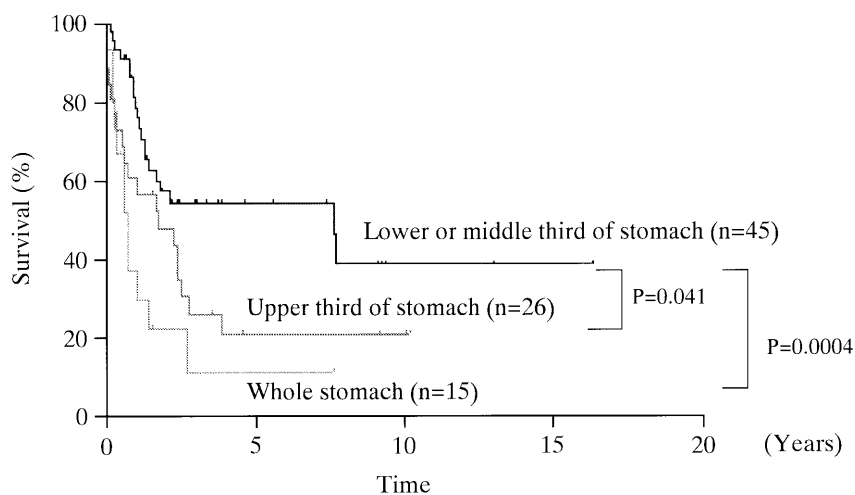 100
80
60
40
20
0
Survival (%)
Lower or middle third of stomach (n=45)
Upper third of stomach (n=26)
P=0.041
P=0.0004
Whole stomach (n=15)
0 5 10 15 20 (Years)
Time